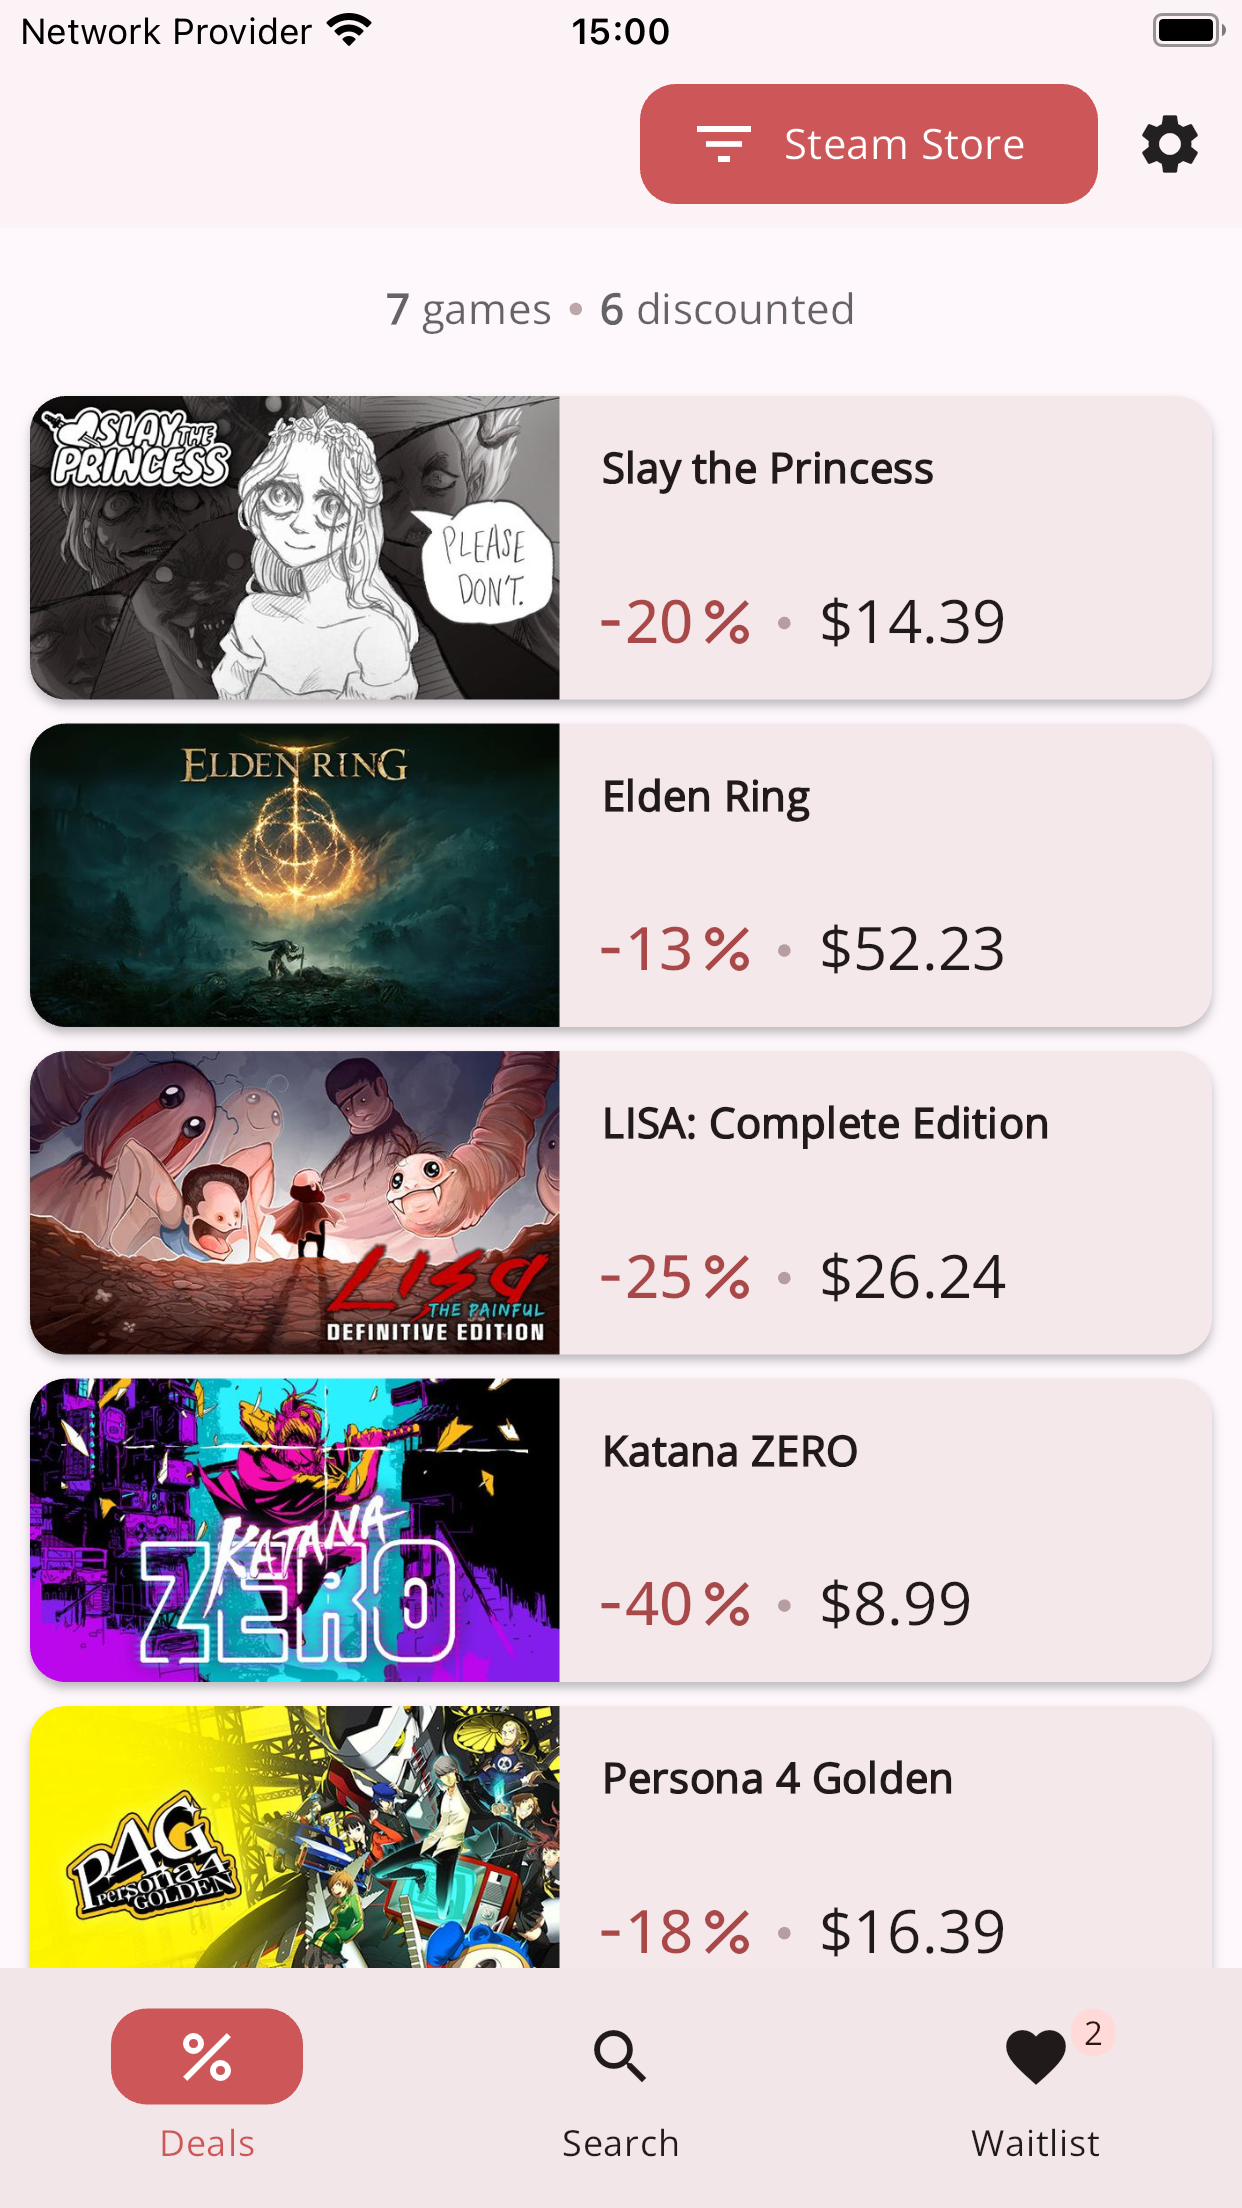 Network Provider 15:00
Steam Store
7 games • 6 discounted
SLAY THE
PRINCESS
PLEASE
DON'T.
Slay the Princess
-20% • $14.39
ELDEN RING
Elden Ring
-13% • $52.23
LISA
THE PAINFUL
DEFINITIVE EDITION
LISA: Complete Edition
-25% • $26.24
KATANA
ZERO
Katana ZERO
-40% • $8.99
P4G
Persona 4
GOLDEN
Persona 4 Golden
-18% • $16.39
2
Deals Search Waitlist